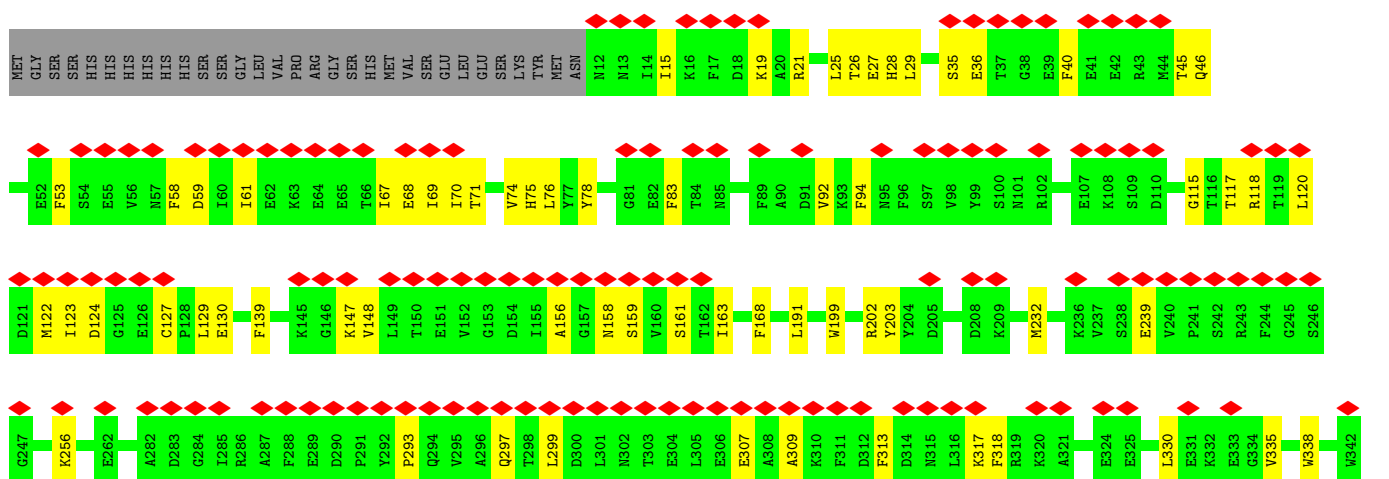 MET GLY SER SER HIS HIS HIS HIS HIS HIS SER SER GLY LEU VAL PRO ARG GLY SER HIS MET VAL SER GLU LEU GLU SER LYS TYR MET ASN N12 N13 I14 I15 K16 F17 D18 K19 A20 R21 L25 T26 E27 H28 L29 S35 E36 T37 G38 E39 F40 E41 E42 R43 M44 T45 Q46
E52 F53 S54 E55 V56 N57 F58 D59 I60 I61 E62 K63 E64 E65 T66 I67 E68 I69 I70 T71 V74 H75 L76 Y77 Y78 G81 E82 F83 T84 N85 F89 A90 D91 V92 K93 F94 N95 F96 S97 V98 Y99 S100 N101 R102 E107 K108 S109 D110 G115 T116 T117 R118 T119 L120
D121 M122 I123 D124 G125 E126 C127 P128 L129 E130 F139 K145 G146 K147 V148 L149 T150 E151 V152 G153 D154 I155 A156 G157 N158 S159 V160 S161 T162 I163 F168 L191 W199 R202 Y203 Y204 D205 D208 K209 M232 K236 V237 S238 E239 V240 P241 S242 R243 F244 G245 S246
G247 K256 E262 A282 D283 G284 I285 R286 A287 F288 E289 D290 P291 Y292 P293 Q294 V295 A296 Q297 T298 L299 D300 L301 N302 T303 E304 L305 E306 E307 A308 A309 K310 F311 D312 F313 D314 N315 L316 K317 F318 R319 K320 A321 E324 E325 L330 E331 K332 E333 G334 V335 W338 W342